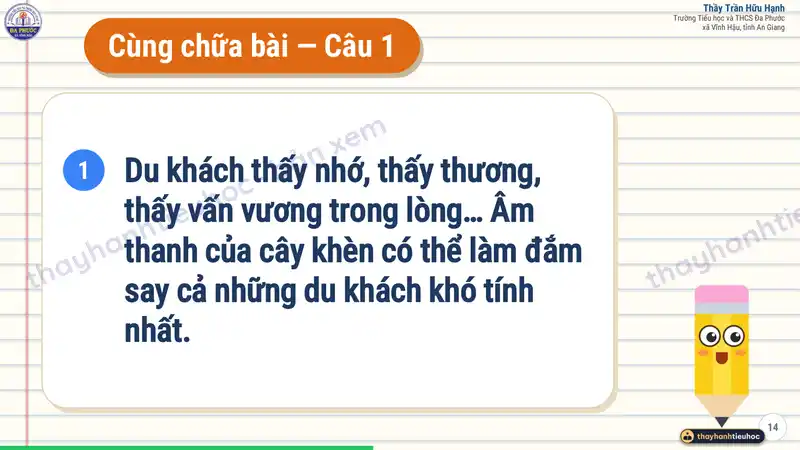 Thầy Trần Hữu Hạnh
Trường Tiểu học và THCS Đa Phước
xã Vĩnh Hậu, tỉnh An Giang
ĐA PHƯỚC
Cùng chữa bài – Câu 1
1
Du khách thấy nhớ, thấy thương,
thấy vấn vương trong lòng... Âm
thanh của cây khèn có thể làm đắm
say cả những du khách khó tính
nhất.
14
thayhanhtieuhoc